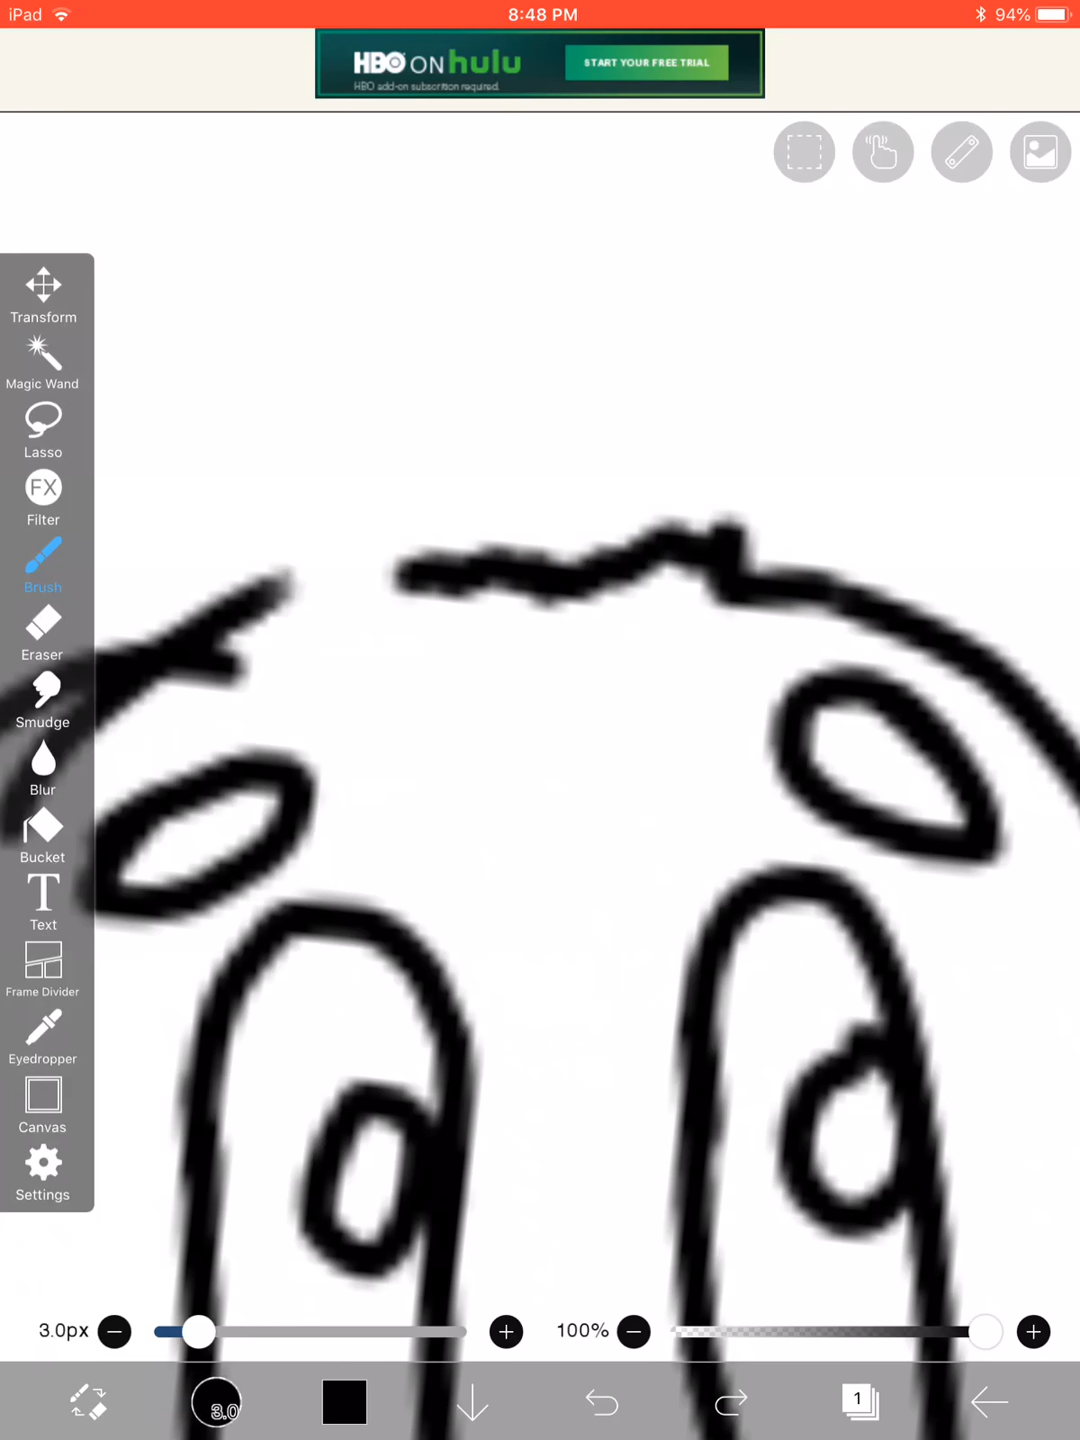 iPad
8:48 PM
94%
HBO ON hulu
HBO add-on subscription required.
START YOUR FREE TRIAL
Transform
Magic Wand
Lasso
FX
Filter
Brush
Eraser
Smudge
Blur
Bucket
T
Text
Frame Divider
Eyedropper
Canvas
Settings
3.0px
100%
3.0
1